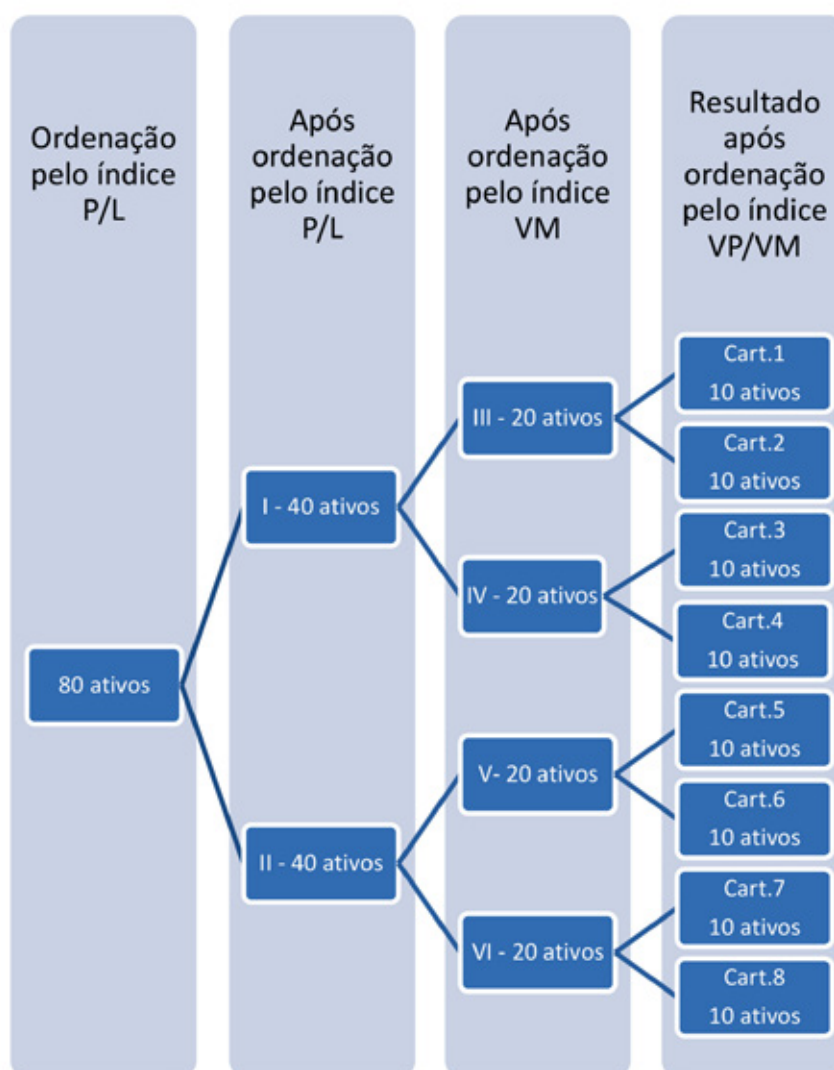 Ordenação
pelo índice
P/L
Após
ordenação
pelo índice
P/L
Após
ordenação
pelo índice
VM
Resultado
após
ordenação
pelo índice
VP/VM
80 ativos
I - 40 ativos
II - 40 ativos
III - 20 ativos
IV - 20 ativos
V- 20 ativos
VI - 20 ativos
Cart.1
10 ativos
Cart.2
10 ativos
Cart.3
10 ativos
Cart.4
10 ativos
Cart.5
10 ativos
Cart.6
10 ativos
Cart.7
10 ativos
Cart.8
10 ativos